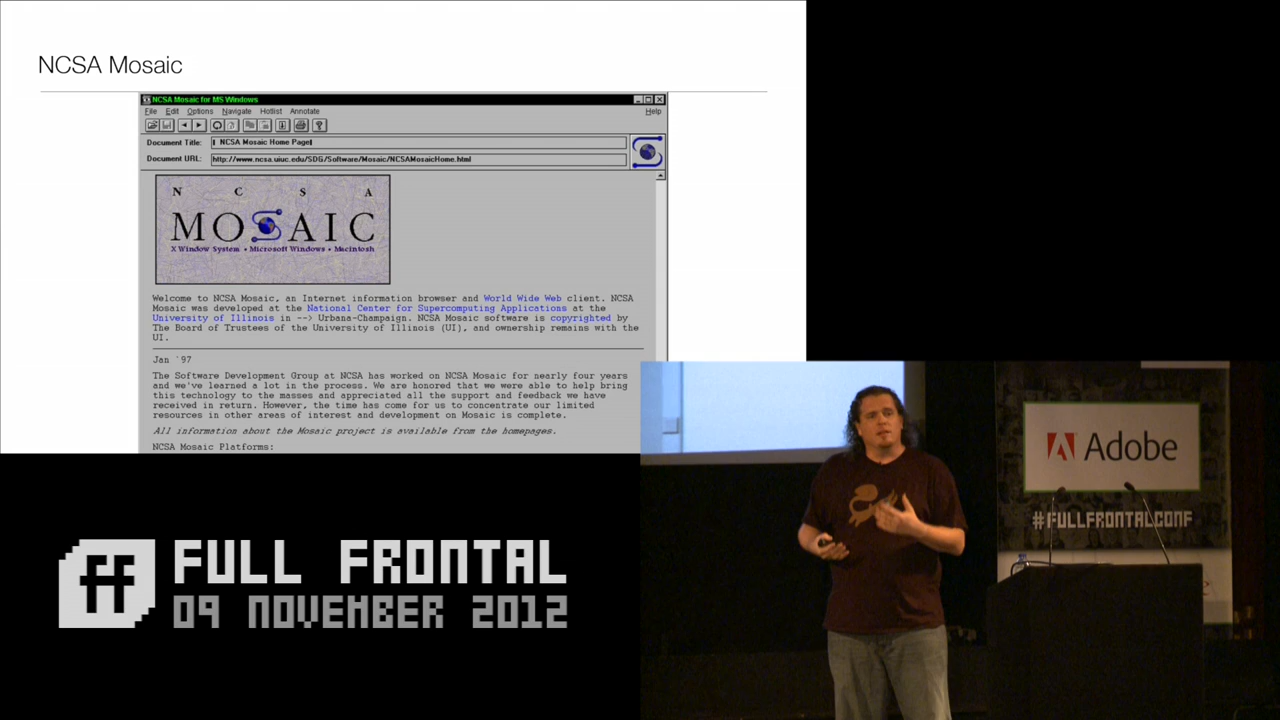 NCSA Mosaic
NCSA Mosaic for MS Windows
File Edit Options Navigate Hotlist Annotate Help
Document Title: NCSA Mosaic Home Page
Document URL: http://www.ncsa.uiuc.edu/SDG/Software/Mosaic/NCSAMosaicHome.html
N C S A
MOSAIC
X Window System • Microsoft Windows • Macintosh
Welcome to NCSA Mosaic, an Internet information browser and World Wide Web client. NCSA
Mosaic was developed at the National Center for Supercomputing Applications at the
University of Illinois in --> Urbana-Champaign. NCSA Mosaic software is copyrighted by
The Board of Trustees of the University of Illinois (UI), and ownership remains with the
UI.
Jan `97
The Software Development Group at NCSA has worked on NCSA Mosaic for nearly four years
and we've learned a lot in the process. We are honored that we were able to help bring
this technology to the masses and appreciated all the support and feedback we have
received in return. However, the time has come for us to concentrate our limited
resources in other areas of interest and development on Mosaic is complete.
All information about the Mosaic project is available from the homepages.
NCSA Mosaic Platforms:
Adobe
#FULLFRONTALCONF
ff FULL FRONTAL
09 NOVEMBER 2012